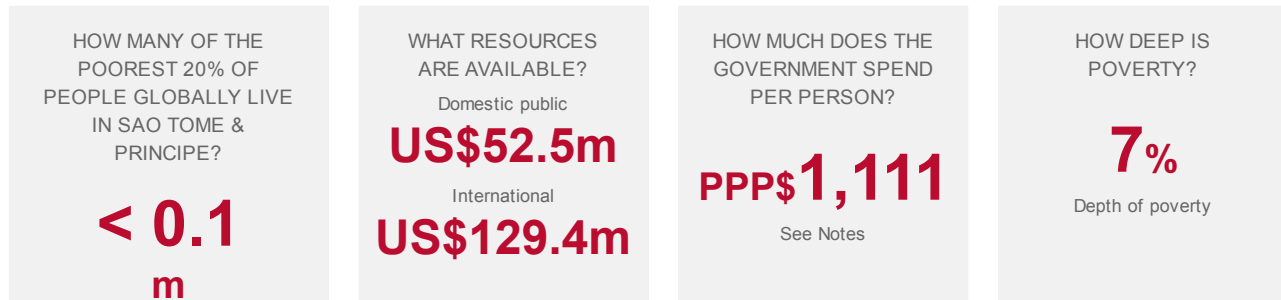 HOW MANY OF THE
POOREST 20% OF
PEOPLE GLOBALLY LIVE
IN SAO TOME &
PRINCIPE?
< 0.1
m
WHAT RESOURCES
ARE AVAILABLE?
Domestic public
US$52.5m
International
US$129.4m
HOW MUCH DOES THE
GOVERNMENT SPEND
PER PERSON?
PPP$1,111
See Notes
HOW DEEP IS
POVERTY?
7%
Depth of poverty